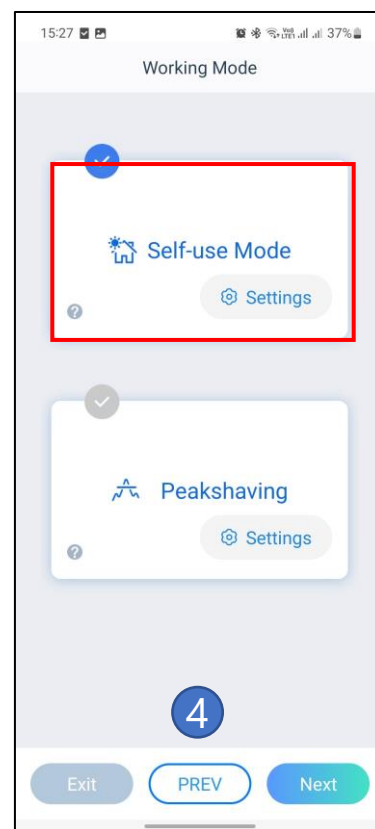 15:27 37%
Working Mode
Self-use Mode
? Settings
Peakshaving
? Settings
4
Exit PREV Next